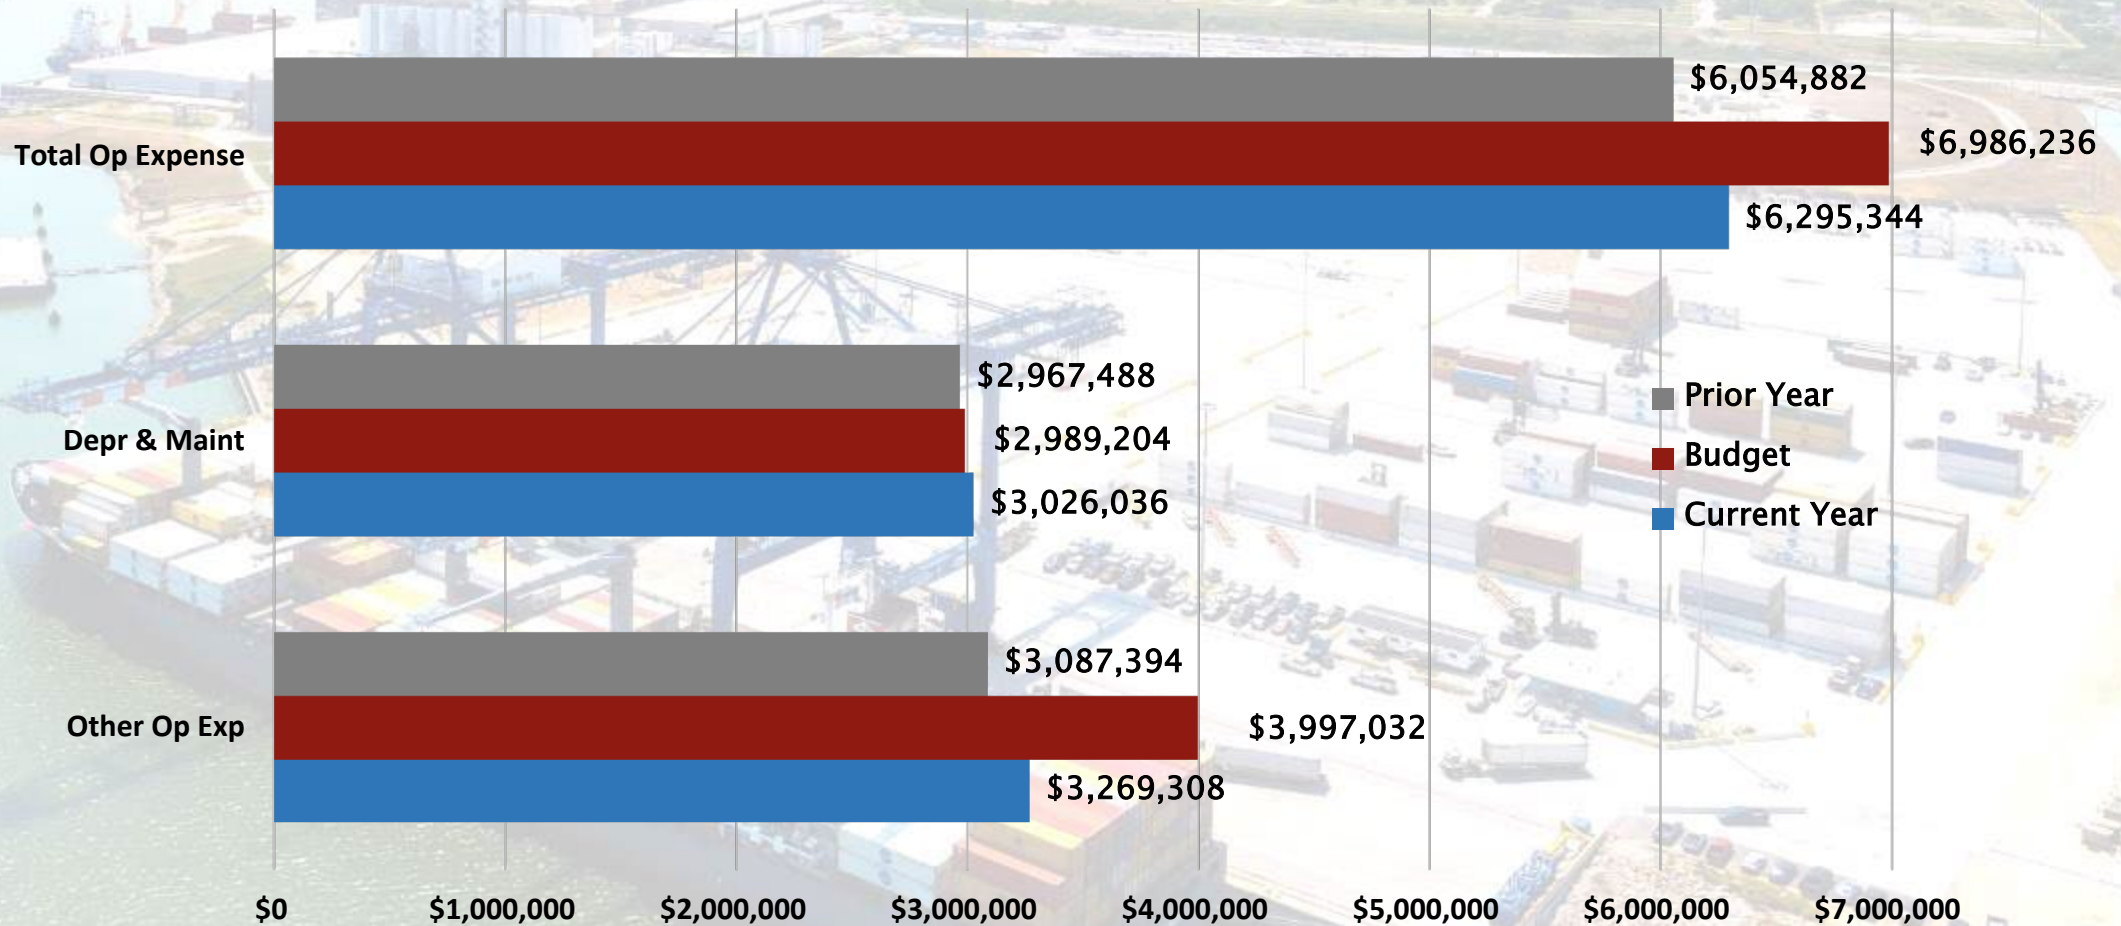 $6,054,882
$6,986,236
Total Op Expense
$6,295,344
$2,967,488
Prior Year
Depr & Maint
$2,989,204
Budget
$3,026,036
Current Year
$3,087,394
Other Op Exp
$3,997,032
$3,269,308
$0 $1,000,000 $2,000,000 $3,000,000 $4,000,000 $5,000,000 $6,000,000 $7,000,000